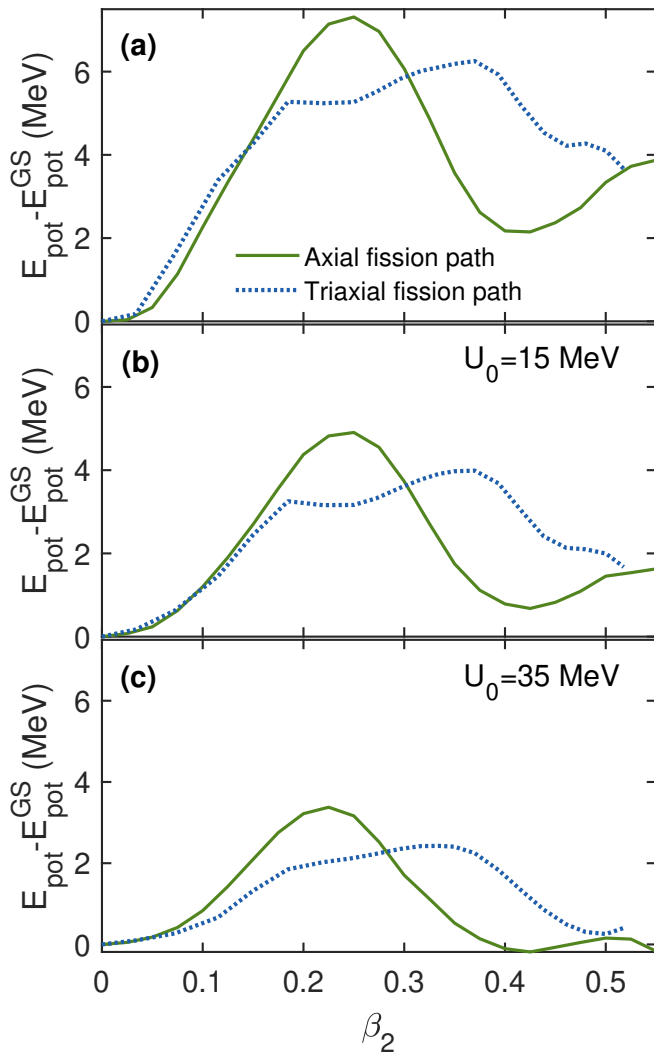 (a)
E_pot-E_pot^GS (MeV)
6
4
2
0
Axial fission path
Triaxial fission path
(b)
U_0=15 MeV
E_pot-E_pot^GS (MeV)
6
4
2
0
(c)
U_0=35 MeV
E_pot-E_pot^GS (MeV)
6
4
2
0
0 0.1 0.2 0.3 0.4 0.5
β_2